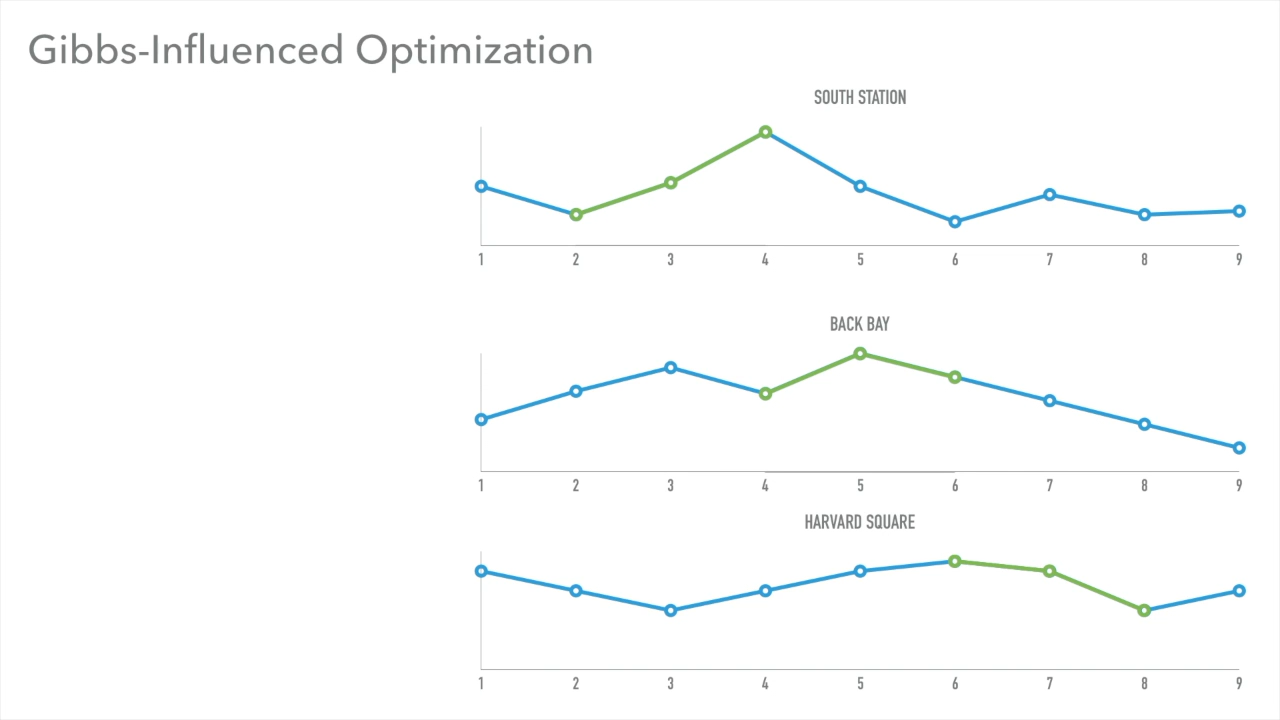 Gibbs-Influenced Optimization
SOUTH STATION
1 2 3 4 5 6 7 8 9
BACK BAY
1 2 3 4 5 6 7 8 9
HARVARD SQUARE
1 2 3 4 5 6 7 8 9